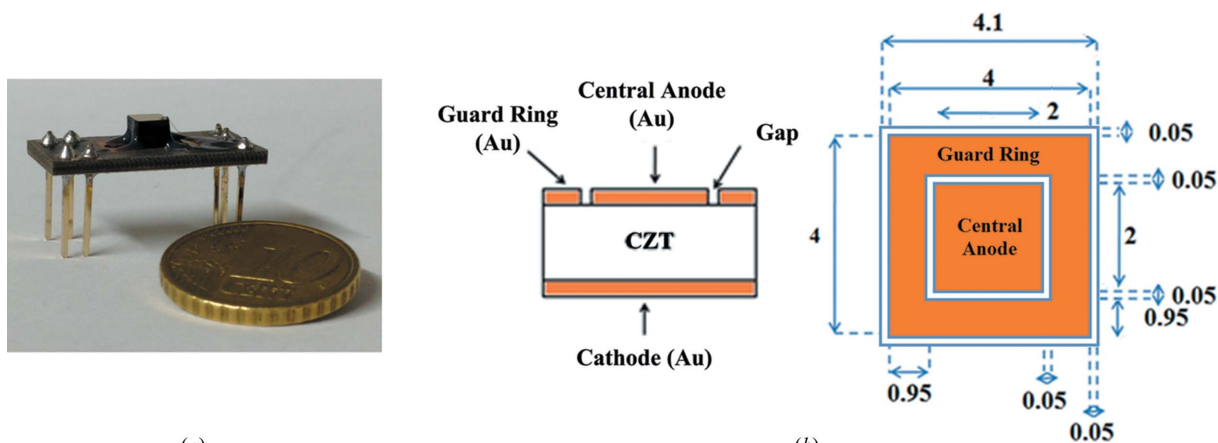 4.1
4
2
Central Anode
(Au)
Guard Ring
(Au)
Gap
0.05
Guard Ring
0.05
4
CZT
Central
Anode
2
0.05
0.95
Cathode (Au)
0.95
0.05
0.05
10